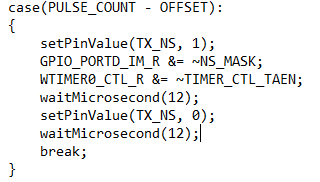 case(PULSE_COUNT - OFFSET):
{
setPinValue(TX_NS, 1);
GPIO_PORTD_IM_R &= ~NS_MASK;
WTIMER0_CTL_R &= ~TIMER_CTL_TAEN;
waitMicrosecond(12);
setPinValue(TX_NS, 0);
waitMicrosecond(12);
break;
}